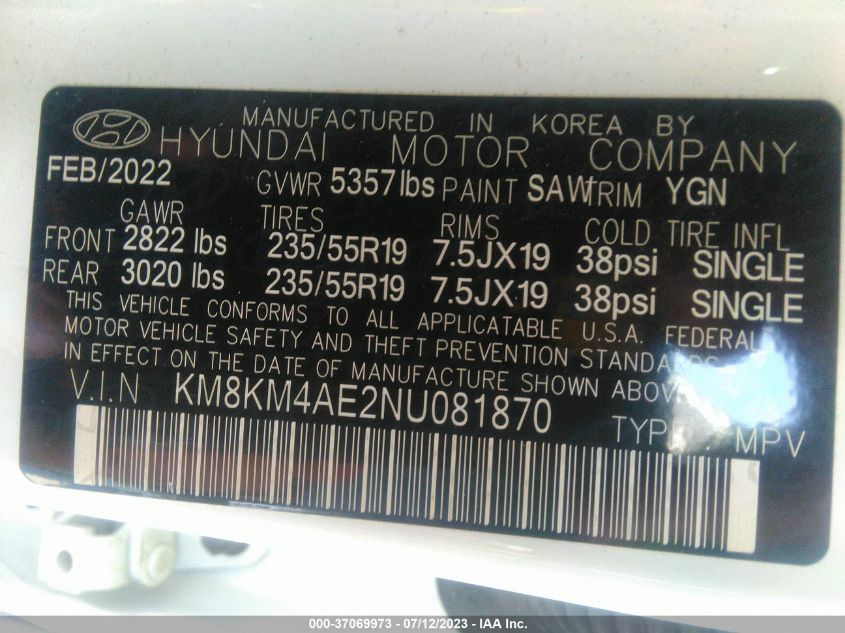 MANUFACTURED IN KOREA BY
HYUNDAI MOTOR COMPANY
FEB/2022 GVWR 5357lbs PAINT SAW TRIM YGN
GAWR TIRES RIMS COLD TIRE INFL
FRONT 2822 lbs 235/55R19 7.5JX19 38psi SINGLE
REAR 3020 lbs 235/55R19 7.5JX19 38psi SINGLE
THIS VEHICLE CONFORMS TO ALL APPLICATABLE U.S.A. FEDERAL
MOTOR VEHICLE SAFETY AND THEFT PREVENTION STANDARDS
IN EFFECT ON THE DATE OF MANUFACTURE SHOWN ABOVE
V.I.N KM8KM4AE2NU081870 TYPE MPV
000-37069973 - 07/12/2023 - IAA Inc.